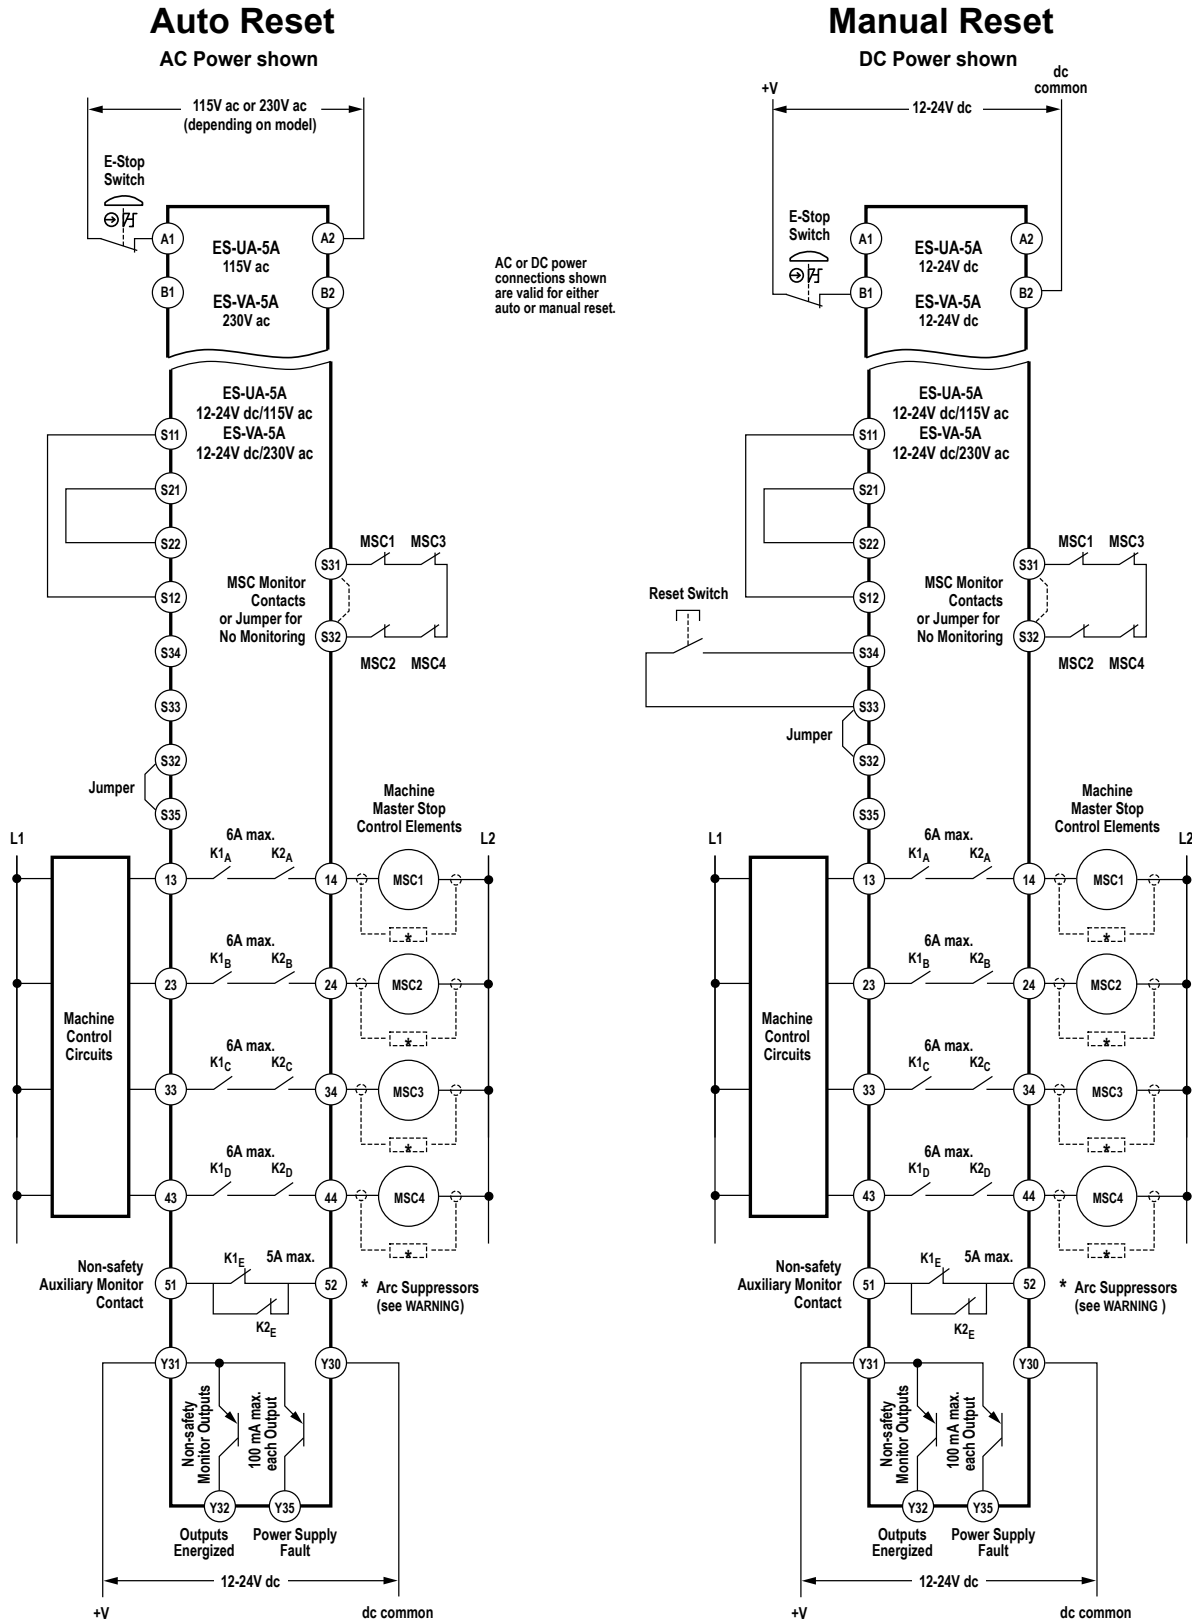 Auto Reset
AC Power shown
115V ac or 230V ac
(depending on model)
E-Stop
Switch
A1
A2
ES-UA-5A
115V ac
B1
B2
ES-VA-5A
230V ac
AC or DC power
connections shown
are valid for either
auto or manual reset.
ES-UA-5A
12-24V dc/115V ac
S11
ES-VA-5A
12-24V dc/230V ac
S21
S22
MSC1 MSC3
S31
MSC Monitor
Contacts
or Jumper for
No Monitoring
S12
S32
S34
MSC2 MSC4
S33
S32
Jumper
S35
Machine
Master Stop
Control Elements
L1
L2
6A max.
K1A K2A
13
14
MSC1
*
6A max.
K1B K2B
23
24
MSC2
*
Machine
Control
Circuits
6A max.
K1C K2C
33
34
MSC3
*
6A max.
K1D K2D
43
44
MSC4
*
Non-safety
Auxiliary Monitor
Contact
51
K1E
5A max.
52
K2E
* Arc Suppressors
(see WARNING)
Y31
Y30
Non-safety
Monitor Outputs
100 mA max.
each Output
Y32
Y35
Outputs
Energized
Power Supply
Fault
12-24V dc
+V
dc common
Manual Reset
DC Power shown
+V
dc
common
12-24V dc
E-Stop
Switch
A1
A2
ES-UA-5A
12-24V dc
B1
B2
ES-VA-5A
12-24V dc
ES-UA-5A
12-24V dc/115V ac
S11
ES-VA-5A
12-24V dc/230V ac
S21
S22
MSC1 MSC3
S31
MSC Monitor
Contacts
or Jumper for
No Monitoring
Reset Switch
S12
S32
S34
MSC2 MSC4
S33
Jumper
S32
S35
Machine
Master Stop
Control Elements
L1
L2
6A max.
K1A K2A
13
14
MSC1
*
6A max.
K1B K2B
23
24
MSC2
*
Machine
Control
Circuits
6A max.
K1C K2C
33
34
MSC3
*
6A max.
K1D K2D
43
44
MSC4
*
Non-safety
Auxiliary Monitor
Contact
51
K1E
5A max.
52
K2E
* Arc Suppressors
(see WARNING )
Y31
Y30
Non-safety
Monitor Outputs
100 mA max.
each Output
Y32
Y35
Outputs
Energized
Power Supply
Fault
12-24V dc
+V
dc common